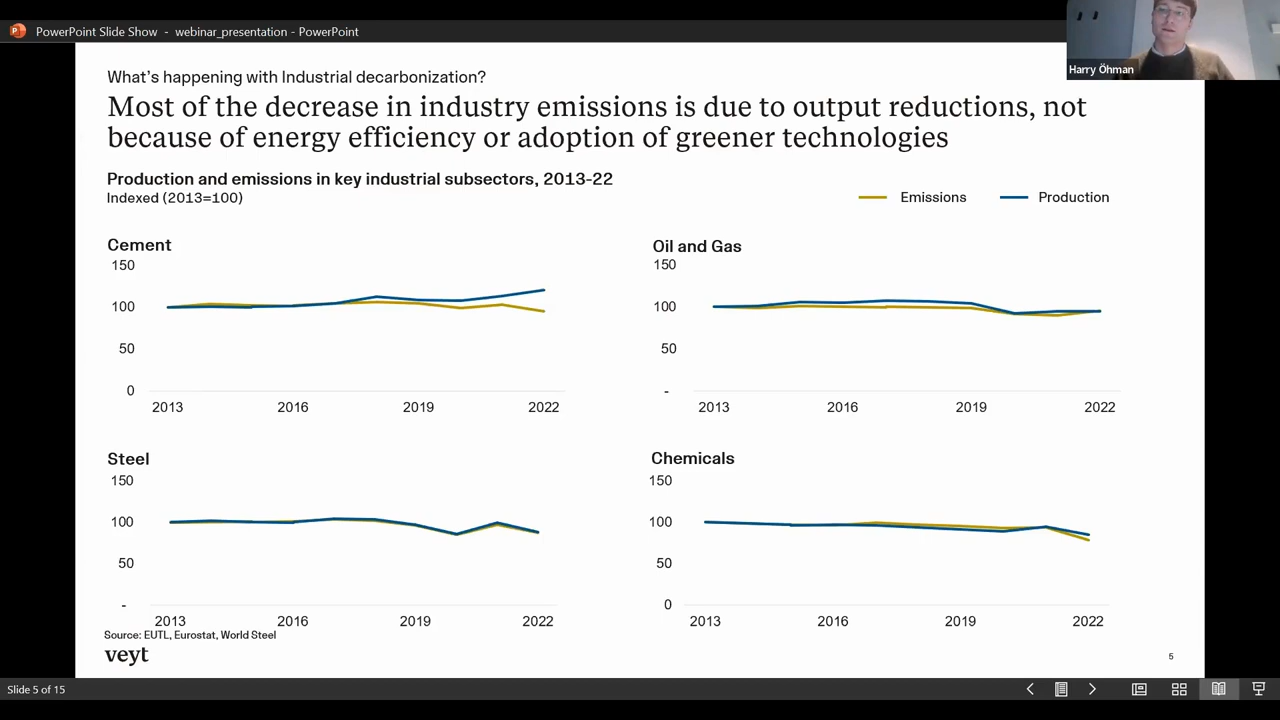 PowerPoint Slide Show - webinar_presentation - PowerPoint
Harry Öhman
What's happening with Industrial decarbonization?
Most of the decrease in industry emissions is due to output reductions, not
because of energy efficiency or adoption of greener technologies
Production and emissions in key industrial subsectors, 2013-22
Indexed (2013=100)
Emissions
Production
Cement
150
100
50
0
2013
2016
2019
2022
Oil and Gas
150
100
50
-
2013
2016
2019
2022
Steel
150
100
50
-
2013
2016
2019
2022
Chemicals
150
100
50
0
2013
2016
2019
2022
Source: EUTL, Eurostat, World Steel
veyt
5
Slide 5 of 15